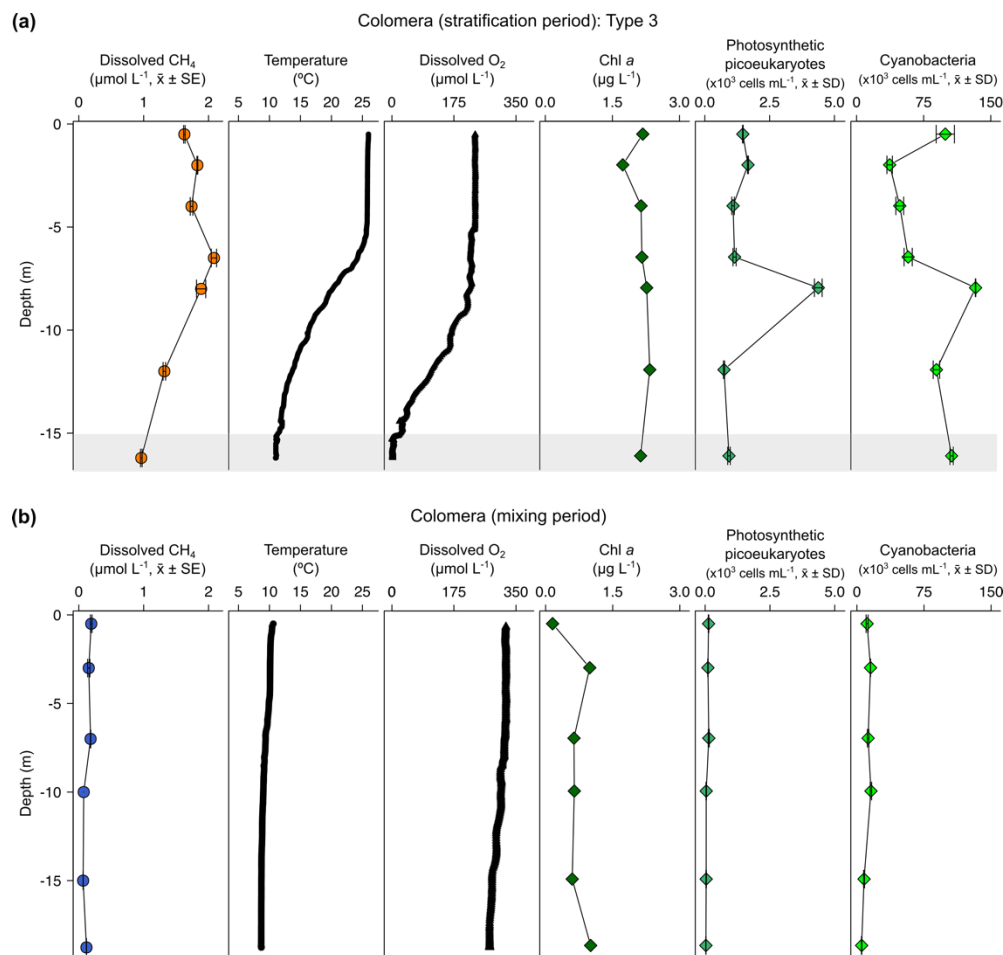 (a)
Colomera (stratification period): Type 3
Dissolved CH4
(µmol L-1, x̄ ± SE)
Temperature
(ºC)
Dissolved O2
(µmol L-1)
Chl a
(µg L-1)
Photosynthetic
picoeukaryotes
(x10³ cells mL-1, x̄ ± SD)
Cyanobacteria
(x10³ cells mL-1, x̄ ± SD)
0 1 2
5 10 15 20 25
0 175 350
0.0 1.5 3.0
0.0 2.5 5.0
0 75 150
0
-5
-10
-15
Depth (m)
(b)
Colomera (mixing period)
Dissolved CH4
(µmol L-1, x̄ ± SE)
Temperature
(ºC)
Dissolved O2
(µmol L-1)
Chl a
(µg L-1)
Photosynthetic
picoeukaryotes
(x10³ cells mL-1, x̄ ± SD)
Cyanobacteria
(x10³ cells mL-1, x̄ ± SD)
0 1 2
5 10 15 20 25
0 175 350
0.0 1.5 3.0
0.0 2.5 5.0
0 75 150
0
-5
-10
-15
Depth (m)